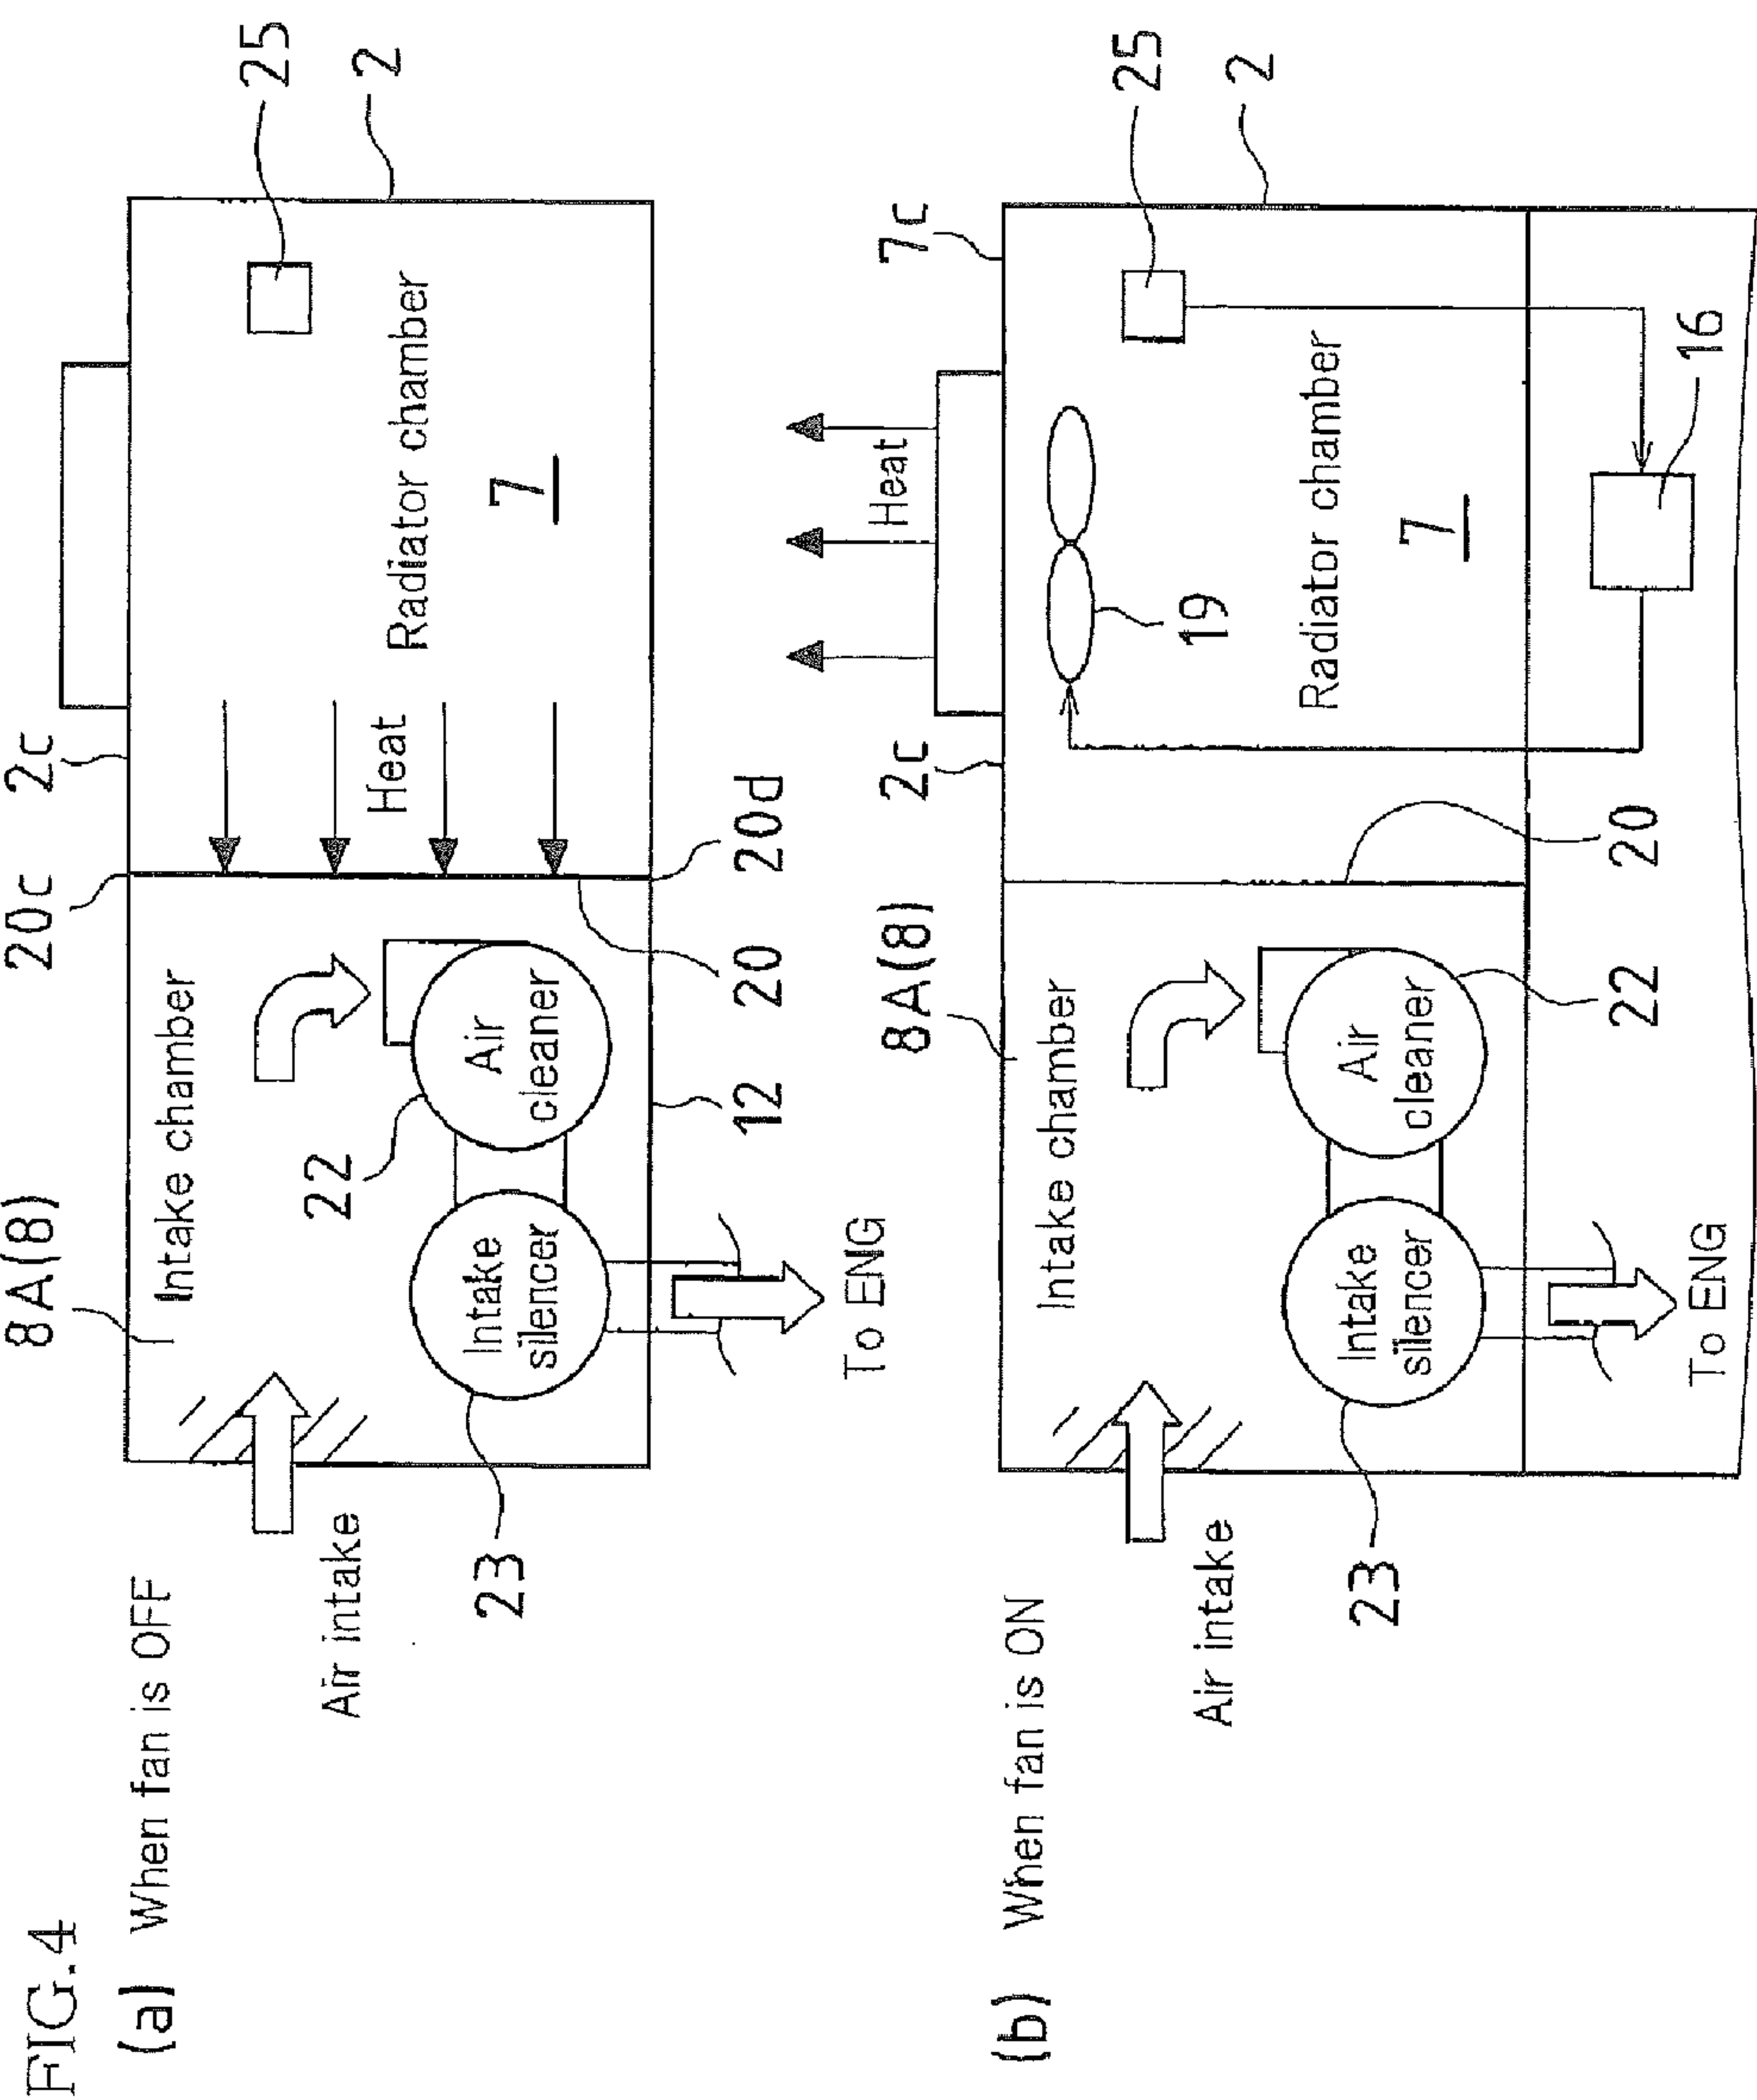 FIG.4
(a) When fan is OFF
8A(8)
20c
2c
25
2
Intake chamber
22
Heat
Radiator chamber
7
Air intake
Intake
silencer
Air
cleaner
23
12
20
20d
To ENG
(b) When fan is ON
8A(8)
2c
Heat
7c
25
2
Intake chamber
19
Radiator chamber
7
Air intake
Intake
silencer
Air
cleaner
23
22
20
16
To ENG